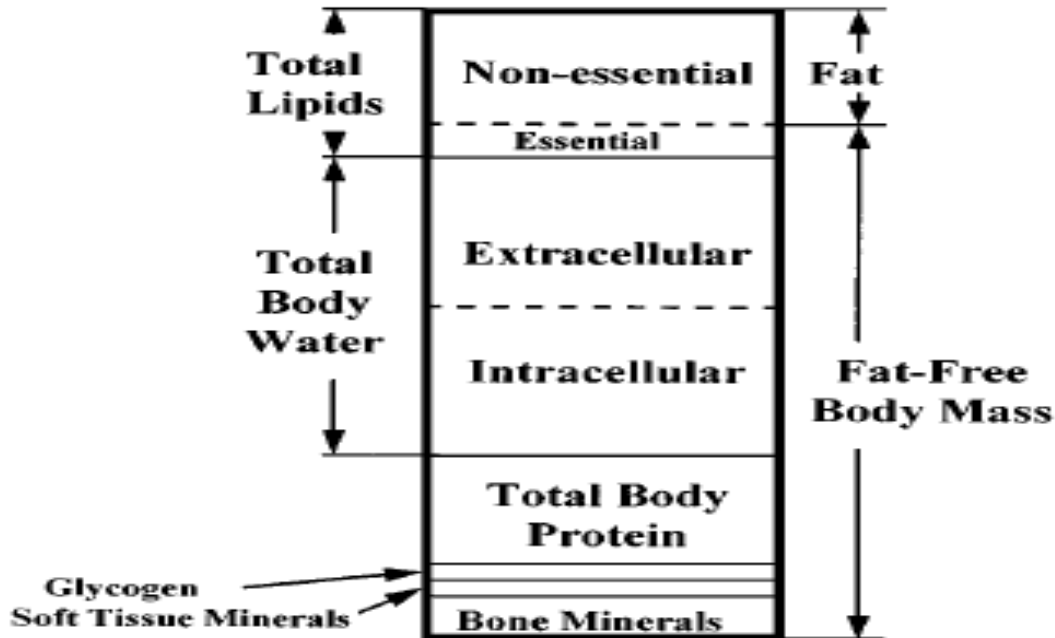 Total
Lipids
Non-essential
Fat
Essential
Total
Body
Water
Extracellular
Intracellular
Fat-Free
Body Mass
Total Body
Protein
Glycogen
Soft Tissue Minerals
Bone Minerals